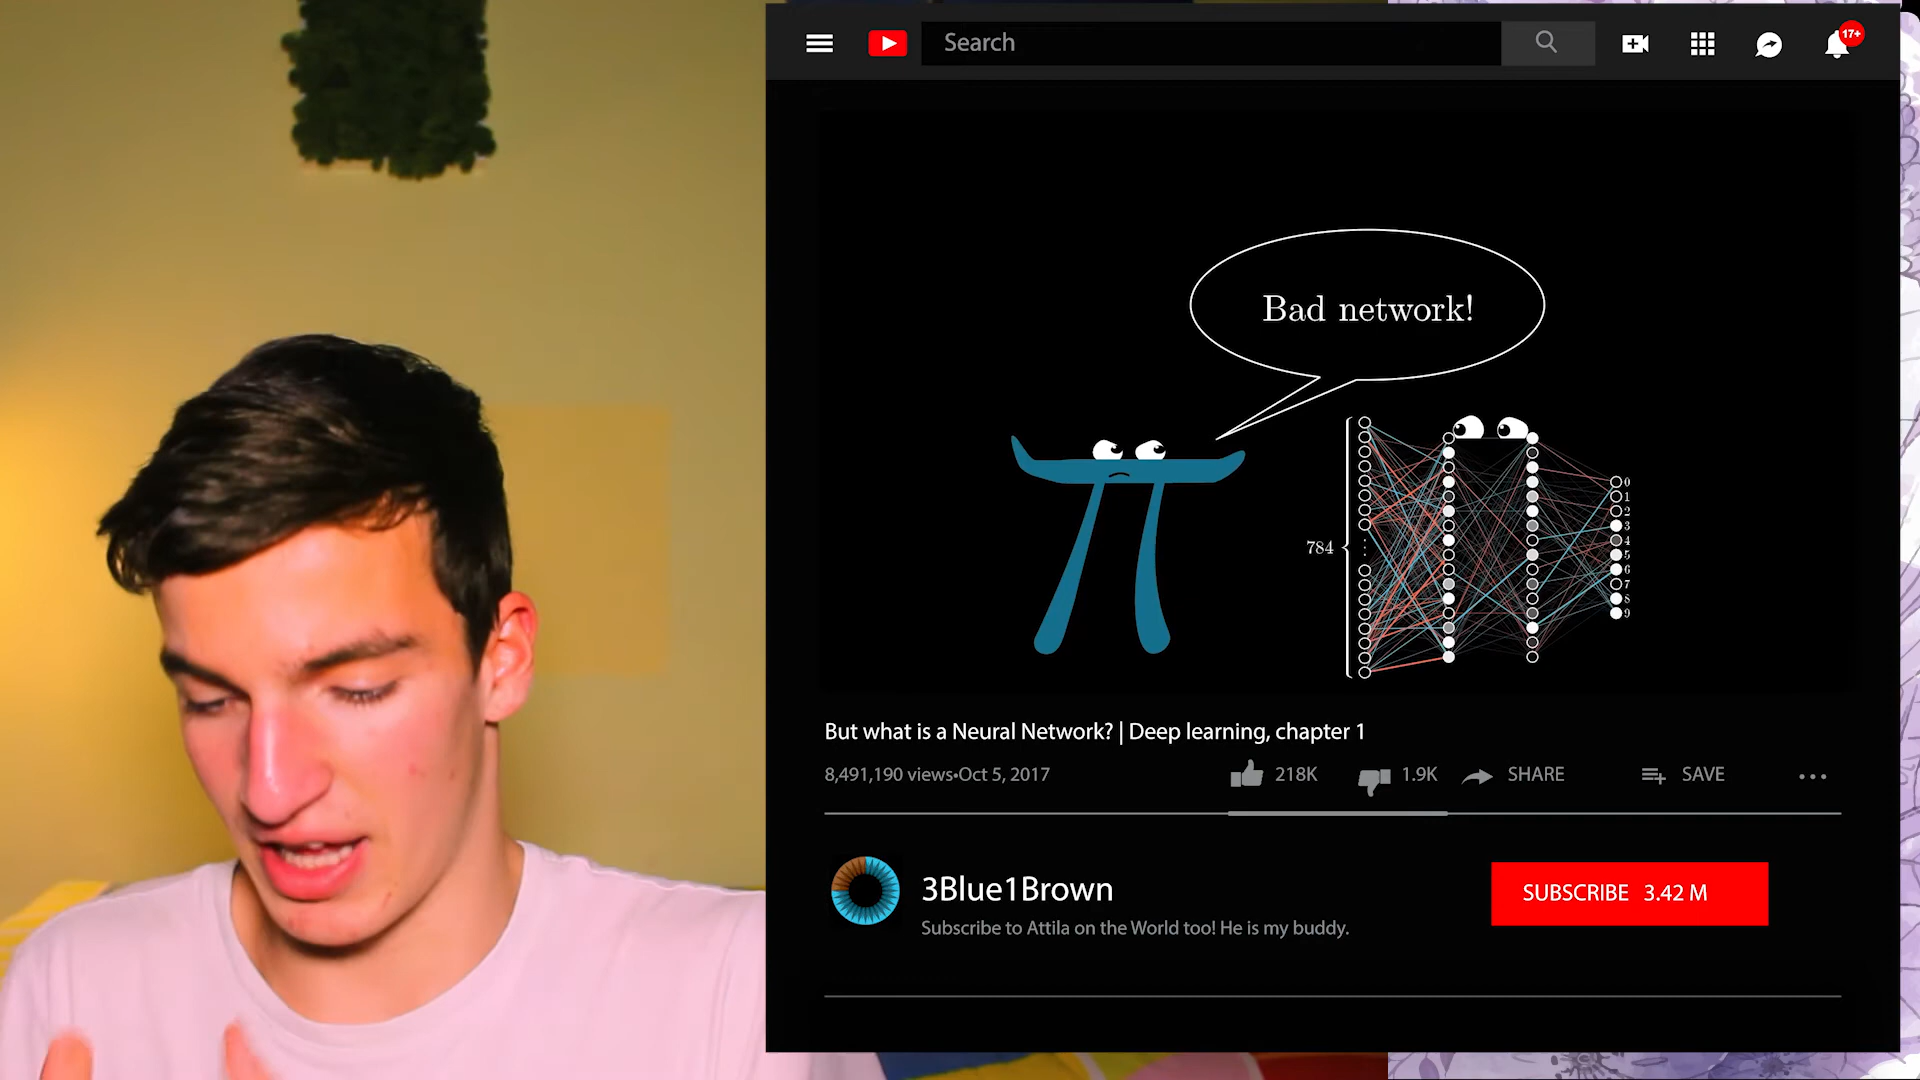 Search
17+
Bad network!
784
0
1
2
3
4
5
6
7
8
9
But what is a Neural Network? | Deep learning, chapter 1
8,491,190 views•Oct 5, 2017
218K
1.9K
SHARE
SAVE
3Blue1Brown
SUBSCRIBE 3.42 M
Subscribe to Attila on the World too! He is my buddy.